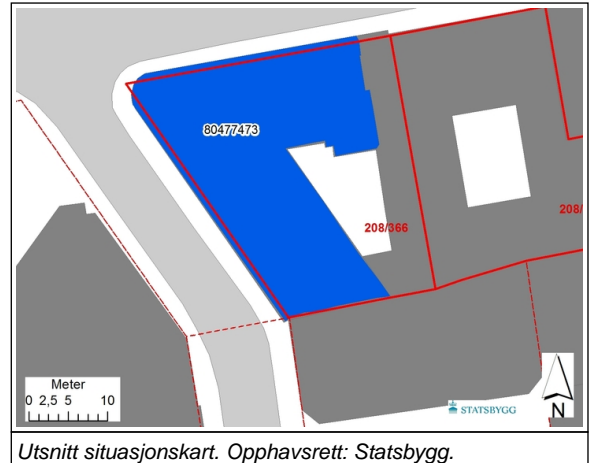 80477473
208/366
208/
Meter
0 2,5 5 10
STATSBYGG
N
Utsnitt situasjonskart. Opphavsrett: Statsbygg.